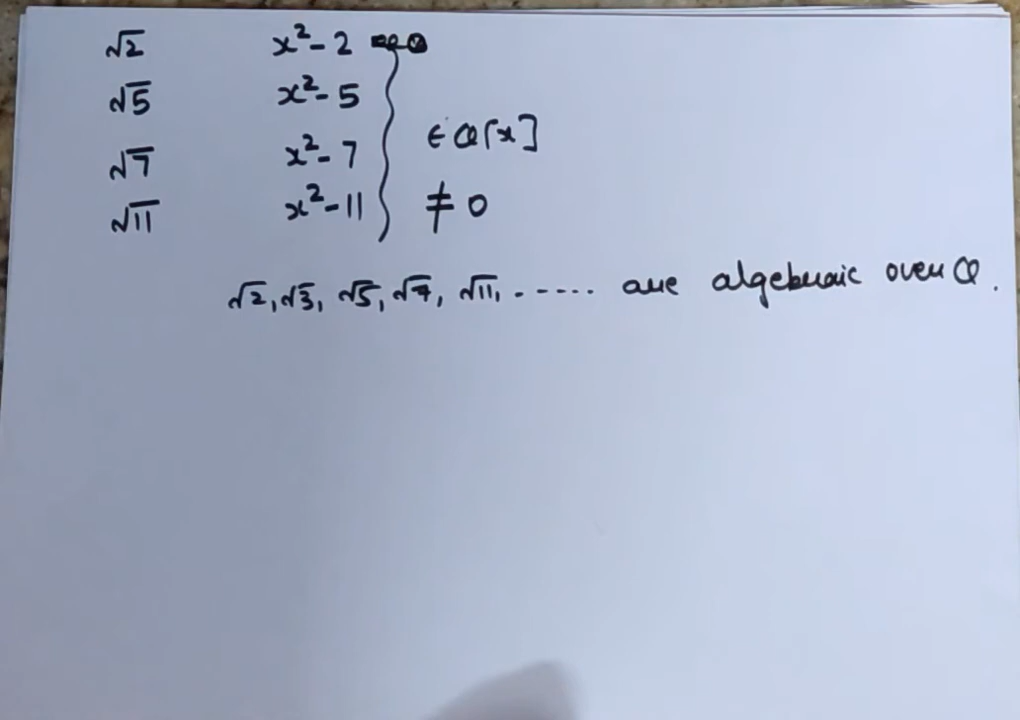 √2 x²-2
√5 x²-5
√7 x²-7
∈ Q[x]
√11 x²-11 ≠ 0
√2, √3, √5, √7, √11, ...... are algebraic over Q.